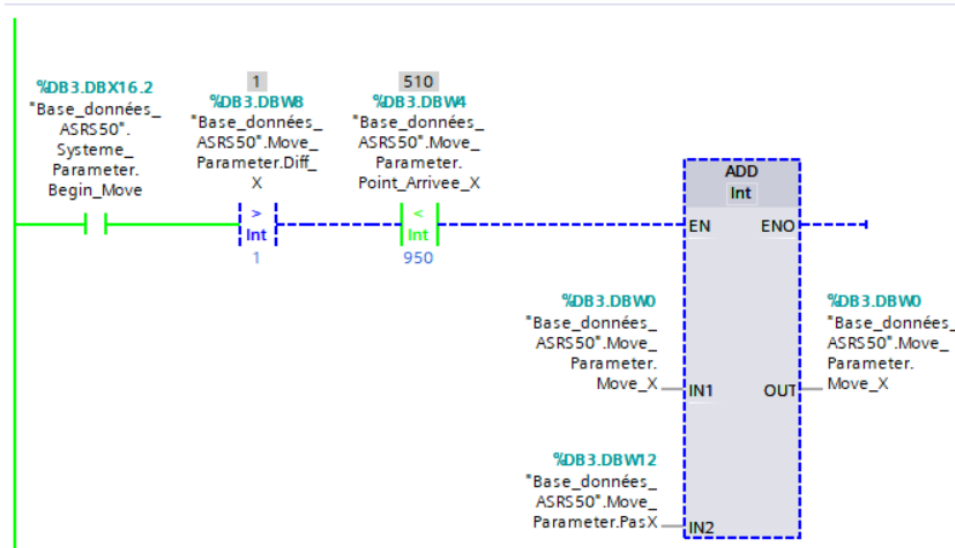 %DB3.DBX16.2
"Base_données_
ASRS50".
Systeme_
Parameter.
Begin_Move
1
%DB3.DBW8
"Base_données_
ASRS50".Move_
Parameter.Diff_
X
>
Int
1
510
%DB3.DBW4
"Base_données_
ASRS50".Move_
Parameter.
Point_Arrivee_X
<
Int
950
ADD
Int
EN
ENO
%DB3.DBW0
"Base_données_
ASRS50".Move_
Parameter.
Move_X
IN1
OUT
%DB3.DBW0
"Base_données_
ASRS50".Move_
Parameter.
Move_X
%DB3.DBW12
"Base_données_
ASRS50".Move_
Parameter.PasX
IN2